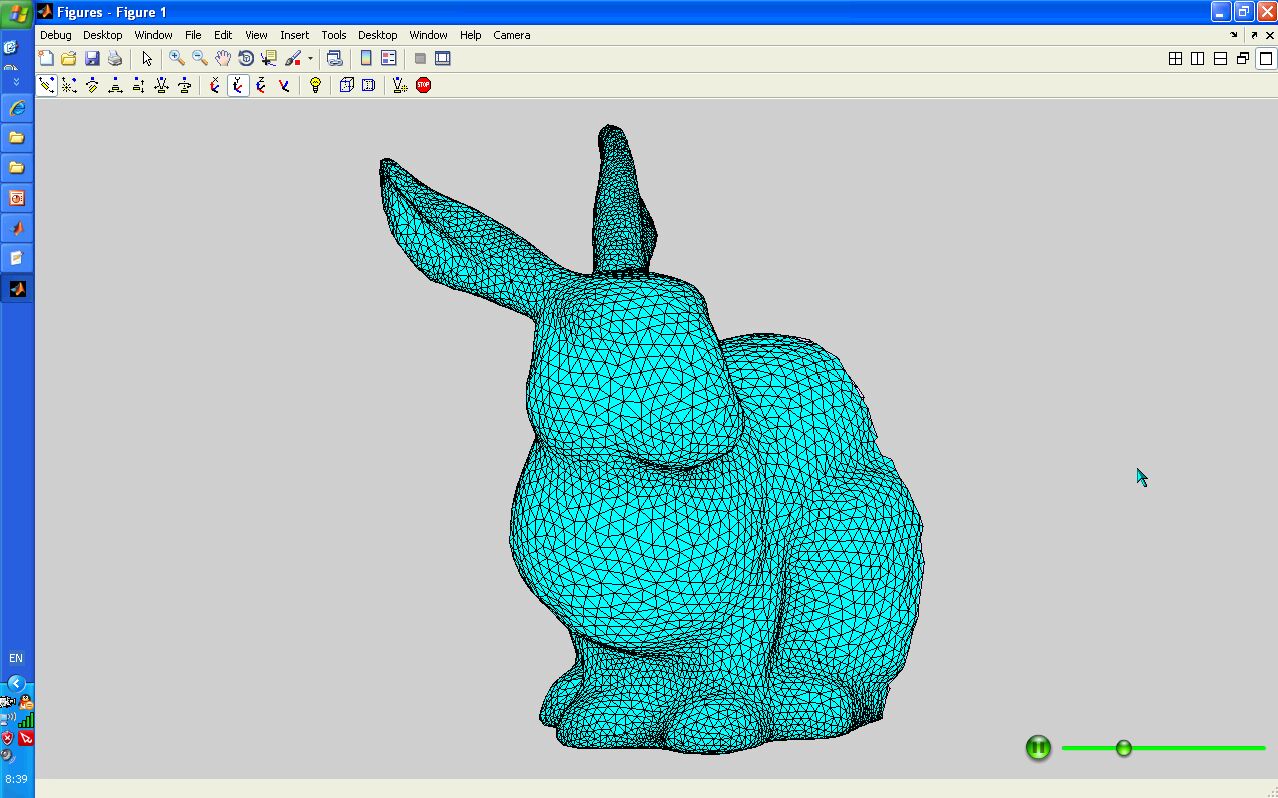 Figures - Figure 1
Debug Desktop Window File Edit View Insert Tools Desktop Window Help Camera
STOP
EN
8:39